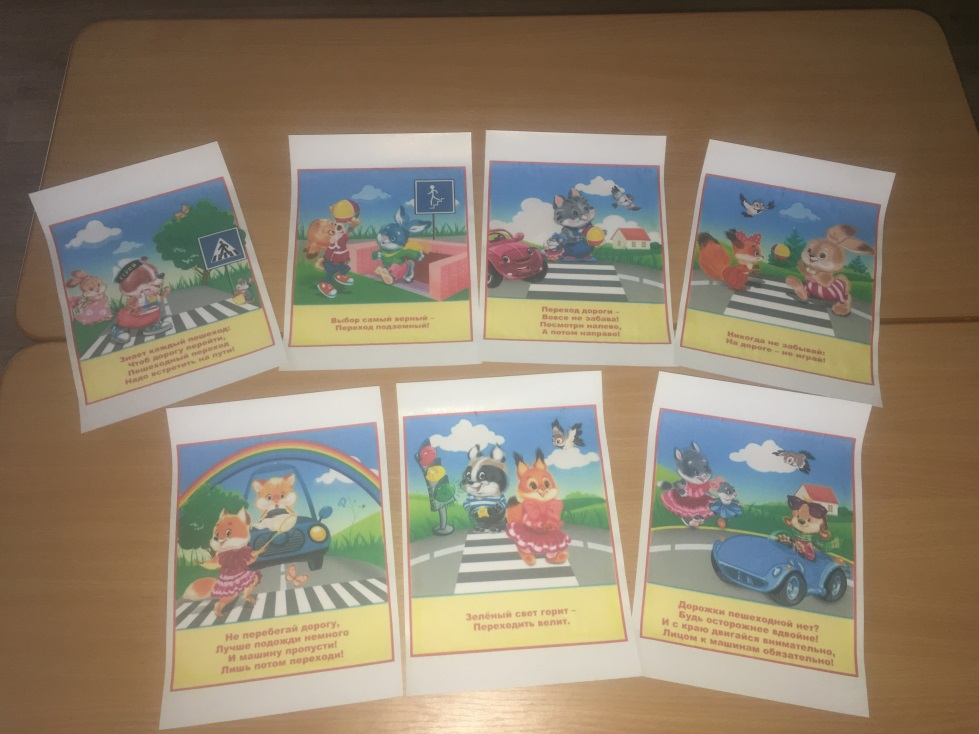 Знает каждый пешеход:
Чтоб дорогу перейти,
Пешеходный переход
Надо встретить на пути!
Выбор самый верный –
Переход подземный!
Переход дороги –
Вовсе не забава!
Посмотри налево,
А потом направо!
Никогда не забывай:
На дороге – не играй!
Не перебегай дорогу,
Лучше подожди немного
И машину пропусти!
Лишь потом переходи!
Зелёный свет горит –
Переходить велит.
Дорожки пешеходной нет?
Будь осторожнее вдвойне!
И с краю двигайся внимательно,
Лицом к машинам обязательно!